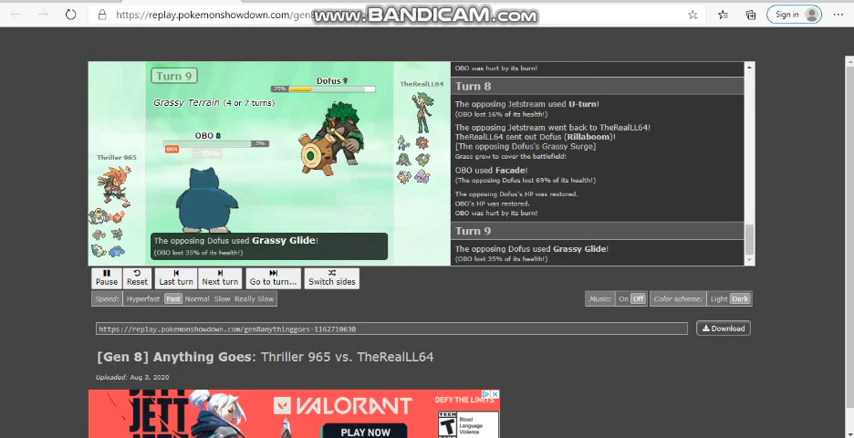 https://replay.pokemonshowdown.com/gen8
www.BANDICAM.com
Sign in
Turn 9
Grassy Terrain (4 or 7 turns)
Dofus
35%
TheRealLL64
OBO
0%
BRN
Thriller 965
The opposing Dofus used Grassy Glide!
(OBO lost 35% of its health!)
OBO was hurt by its burn!
Turn 8
The opposing Jetstream used U-turn!
(OBO lost 16% of its health!)
The opposing Jetstream went back to TheRealLL64!
TheRealLL64 sent out Dofus (Rillaboom)!
[The opposing Dofus's Grassy Surge]
Grass grew to cover the battlefield!
OBO used Facade!
(The opposing Dofus lost 69% of its health!)
The opposing Dofus's HP was restored.
OBO's HP was restored.
OBO was hurt by its burn!
Turn 9
The opposing Dofus used Grassy Glide!
(OBO lost 35% of its health!)
Pause
Reset
Last turn
Next turn
Go to turn...
Switch sides
Speed: Hyperfast Fast Normal Slow Really Slow
Music: On Off
Color scheme: Light Dark
https://replay.pokemonshowdown.com/gen8anythinggoes-1162710630
Download
[Gen 8] Anything Goes: Thriller 965 vs. TheRealLL64
Uploaded: Aug 3, 2020
JETT
JETT
VALORANT
PLAY NOW
DEFY THE LIMITS
T
Blood
Language
Violence